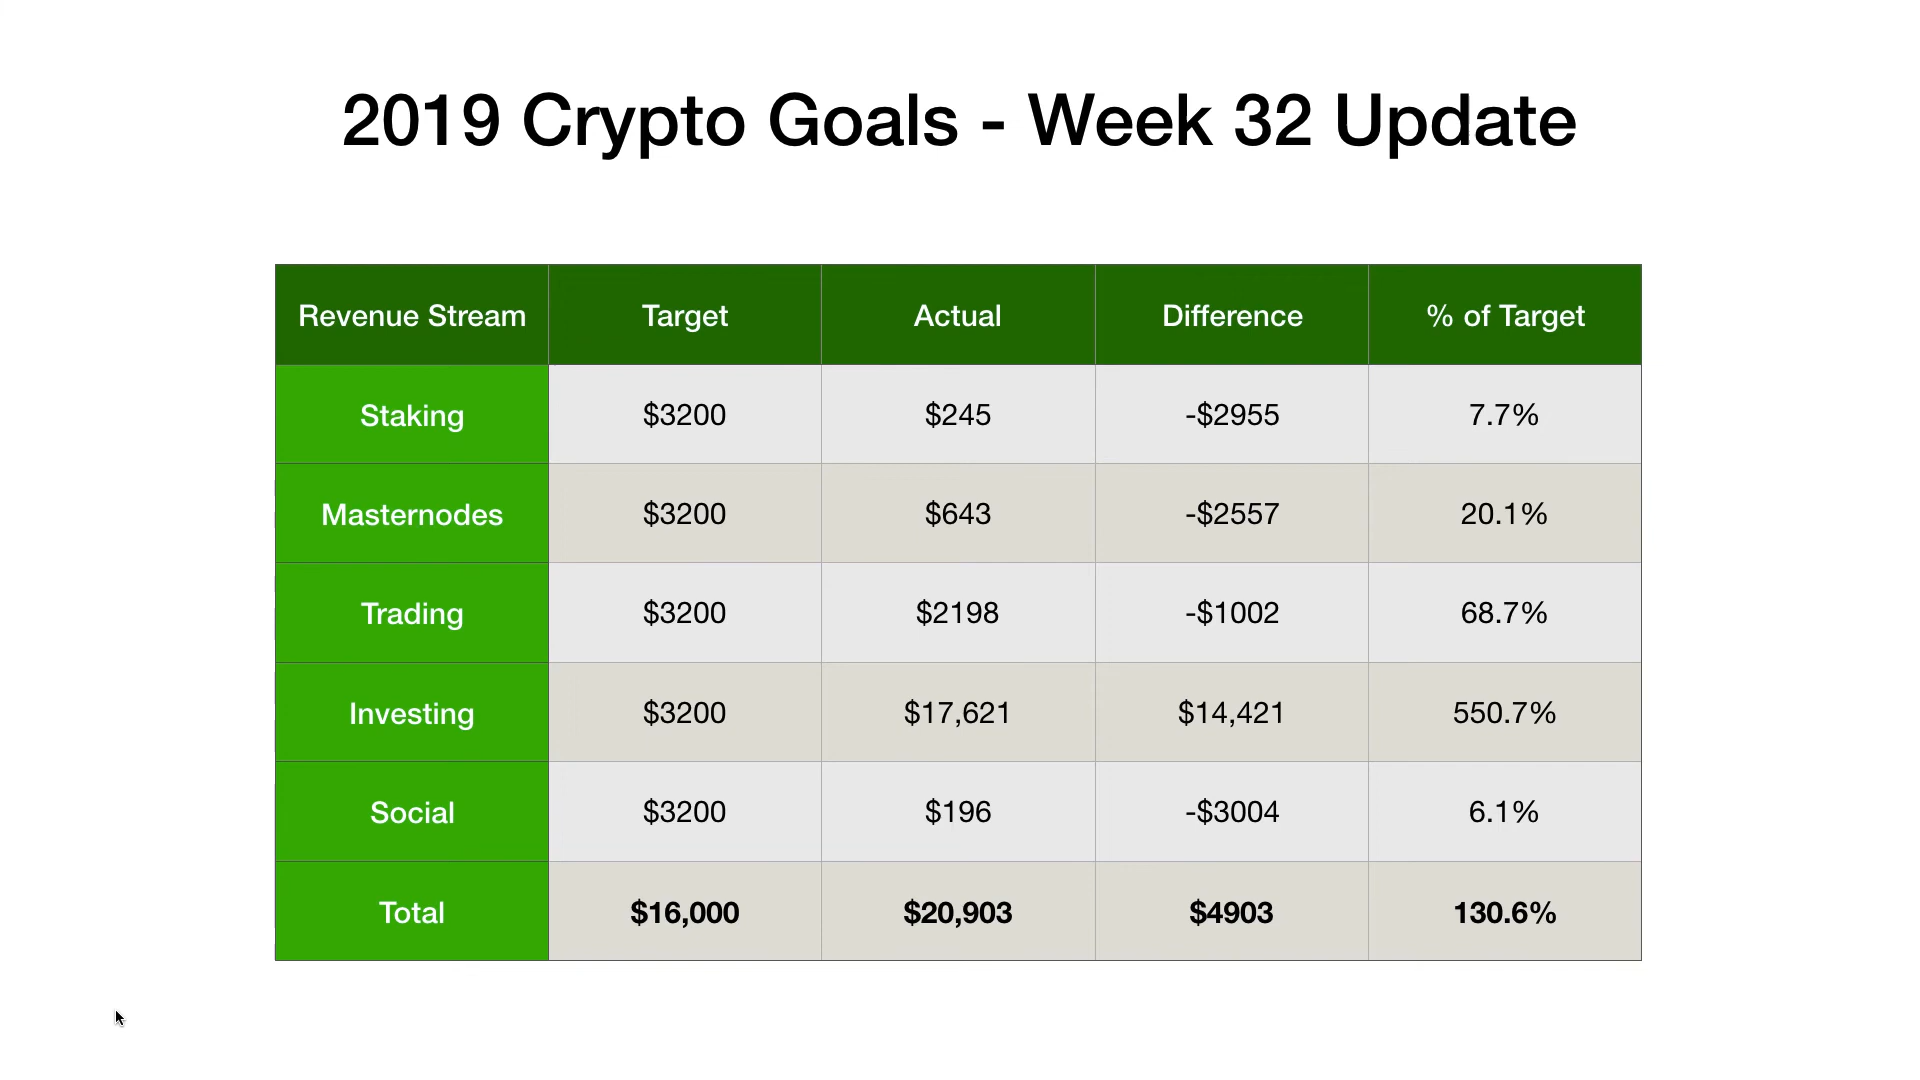 2019 Crypto Goals - Week 32 Update
Revenue Stream Target Actual Difference % of Target
Staking $3200 $245 -$2955 7.7%
Masternodes $3200 $643 -$2557 20.1%
Trading $3200 $2198 -$1002 68.7%
Investing $3200 $17,621 $14,421 550.7%
Social $3200 $196 -$3004 6.1%
Total $16,000 $20,903 $4903 130.6%